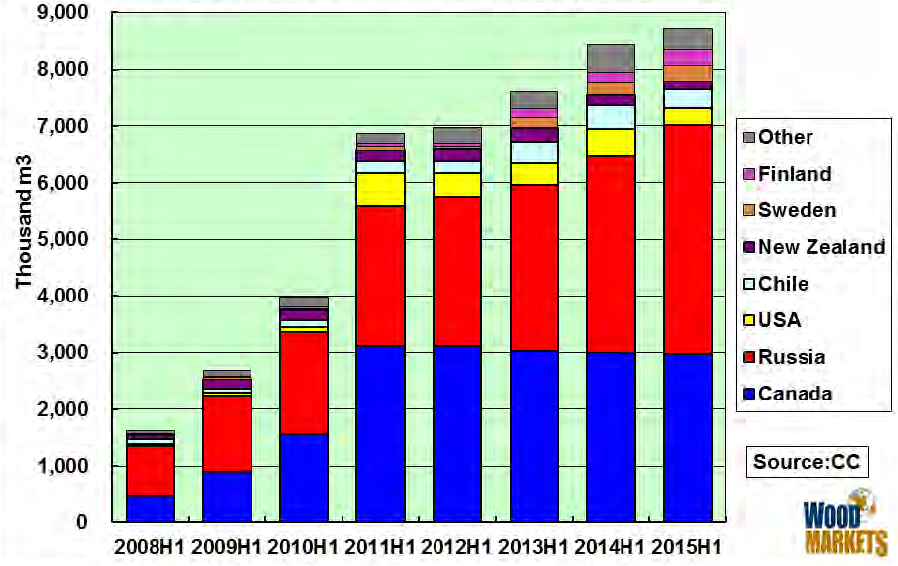 9,000
8,000
7,000
6,000
5,000
4,000
3,000
2,000
1,000
0
Thousand m3
2008H1 2009H1 2010H1 2011H1 2012H1 2013H1 2014H1 2015H1
Other
Finland
Sweden
New Zealand
Chile
USA
Russia
Canada
Source:CC
WOOD
MARKETS